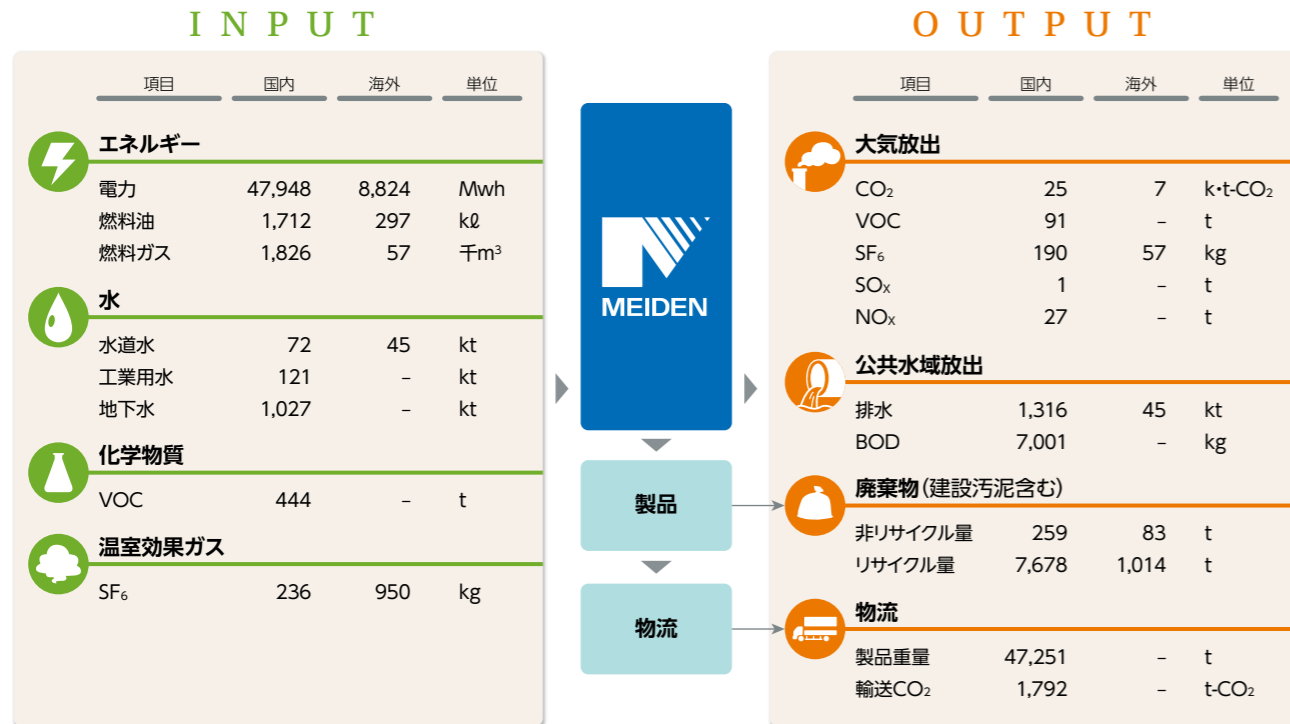 INPUT
項目 国内 海外 単位
エネルギー
電力 47,948 8,824 Mwh
燃料油 1,712 297 kℓ
燃料ガス 1,826 57 千m³
水
水道水 72 45 kt
工業用水 121 – kt
地下水 1,027 – kt
化学物質
VOC 444 – t
温室効果ガス
SF₆ 236 950 kg
MEIDEN
製品
物流
OUTPUT
項目 国内 海外 単位
大気放出
CO₂ 25 7 k・t-CO₂
VOC 91 – t
SF₆ 190 57 kg
SOx 1 – t
NOx 27 – t
公共水域放出
排水 1,316 45 kt
BOD 7,001 – kg
廃棄物(建設汚泥含む)
非リサイクル量 259 83 t
リサイクル量 7,678 1,014 t
物流
製品重量 47,251 – t
輸送CO₂ 1,792 – t-CO₂